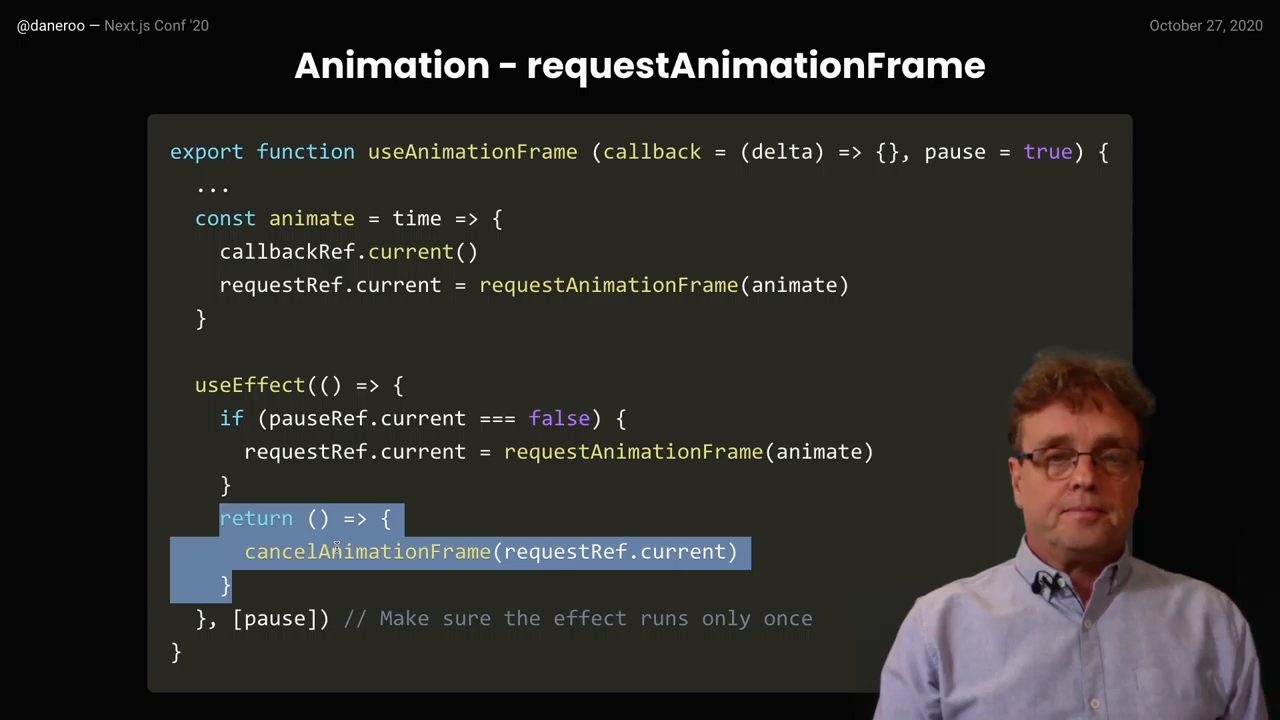 @daneroo — Next.js Conf '20
October 27, 2020
Animation - requestAnimationFrame
export function useAnimationFrame (callback = (delta) => {}, pause = true) {
  ...
  const animate = time => {
    callbackRef.current()
    requestRef.current = requestAnimationFrame(animate)
  }
  useEffect(() => {
    if (pauseRef.current === false) {
      requestRef.current = requestAnimationFrame(animate)
    }
    return () => {
      cancelAnimationFrame(requestRef.current)
    }
  }, [pause]) // Make sure the effect runs only once
}